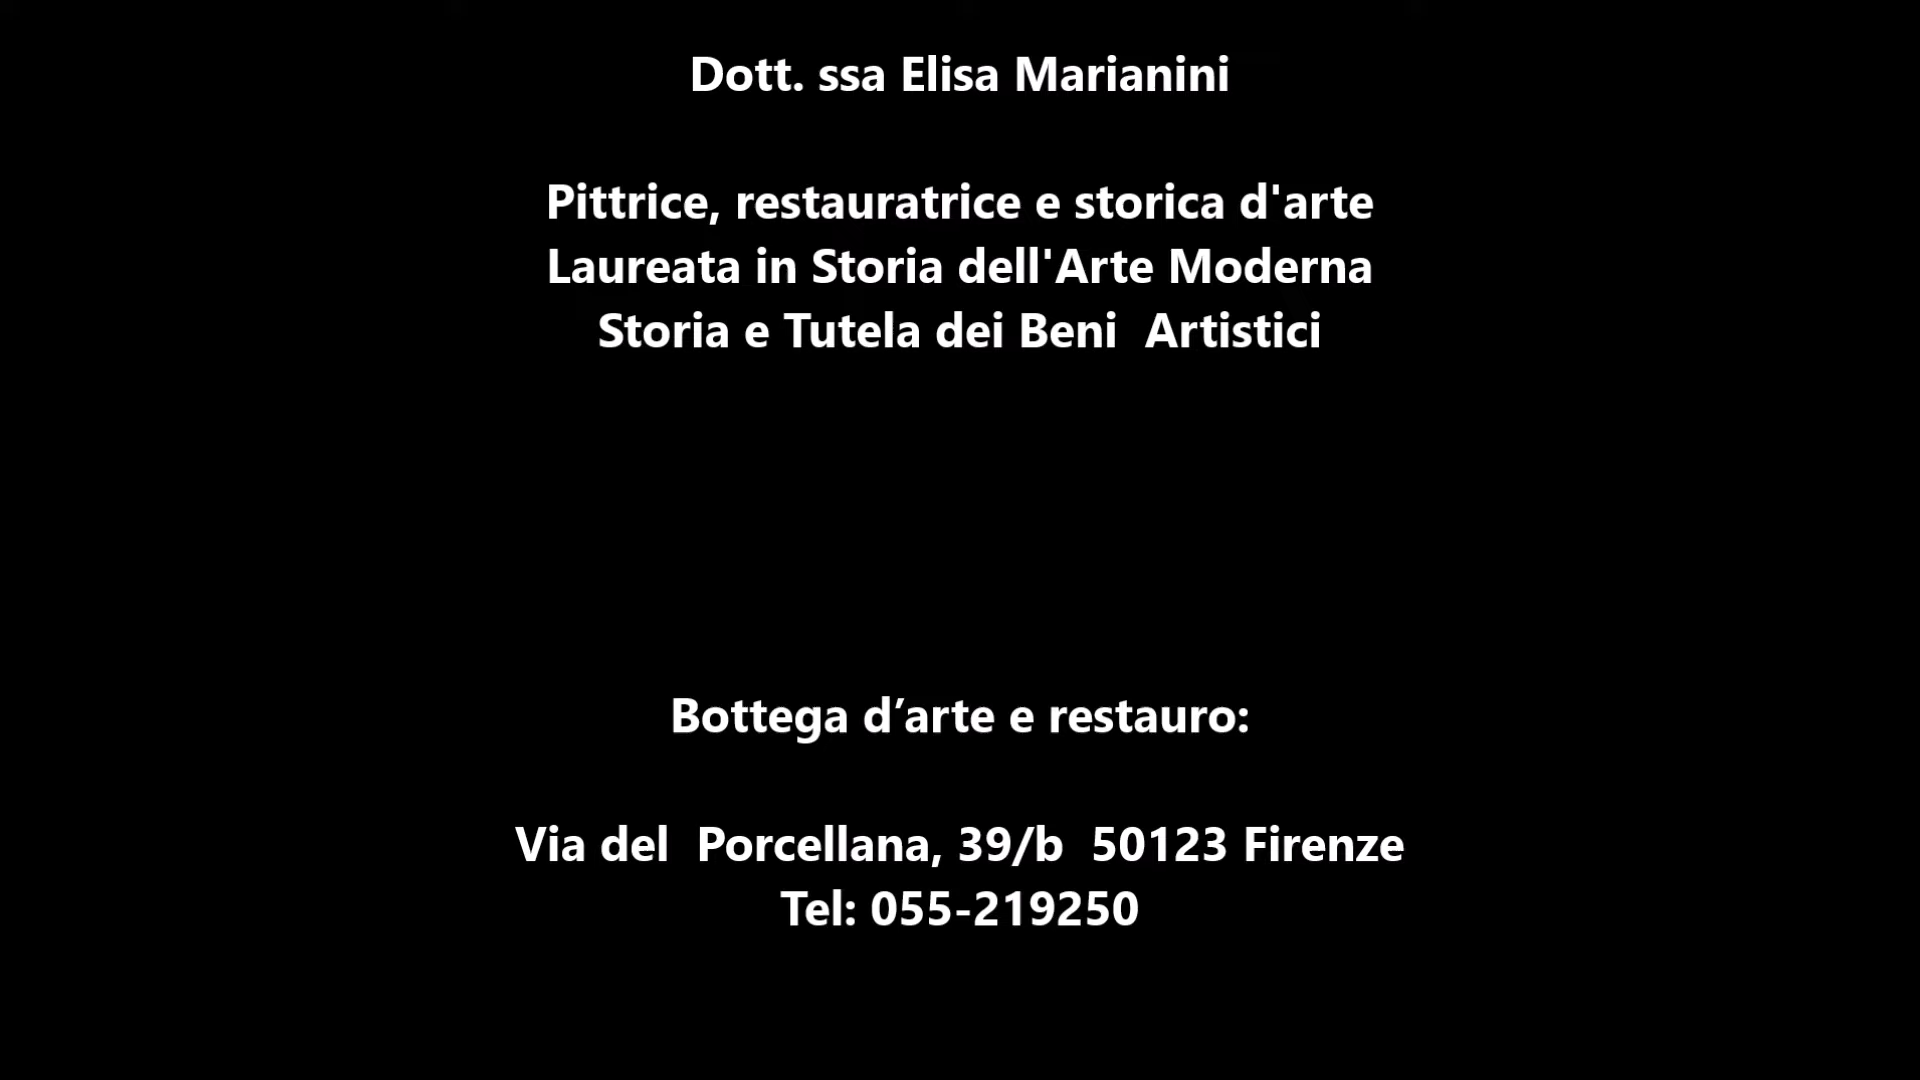 Dott. ssa Elisa Marianini
Pittrice, restauratrice e storica d'arte
Laureata in Storia dell'Arte Moderna
Storia e Tutela dei Beni  Artistici
Bottega d’arte e restauro:
Via del  Porcellana, 39/b  50123 Firenze
Tel: 055-219250